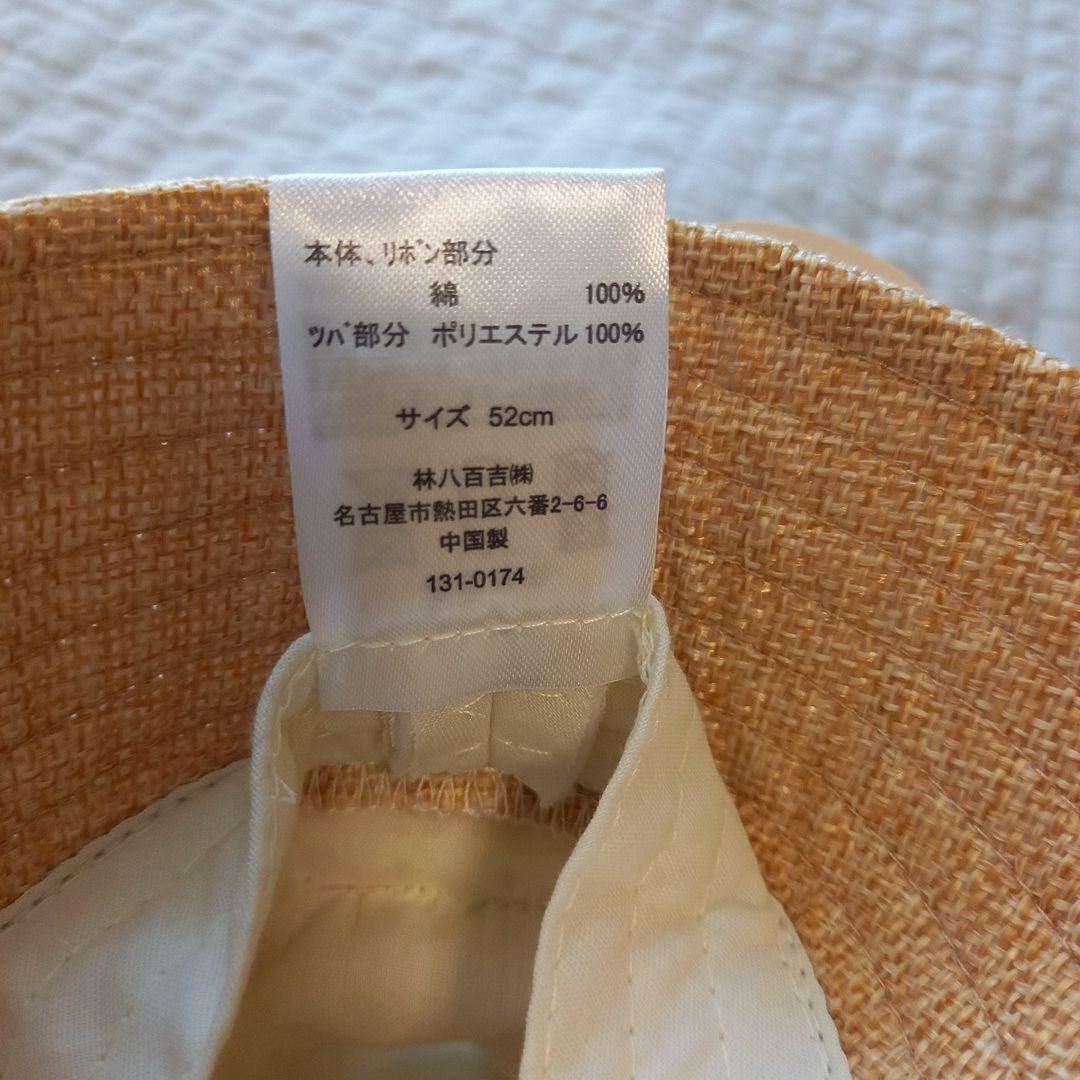 本体、ﾘﾎﾞﾝ部分
綿 100%
ﾂﾊﾞ部分 ポリエステル 100%
サイズ 52cm
林八百吉㈱
名古屋市熱田区六番2-6-6
中国製
131-0174